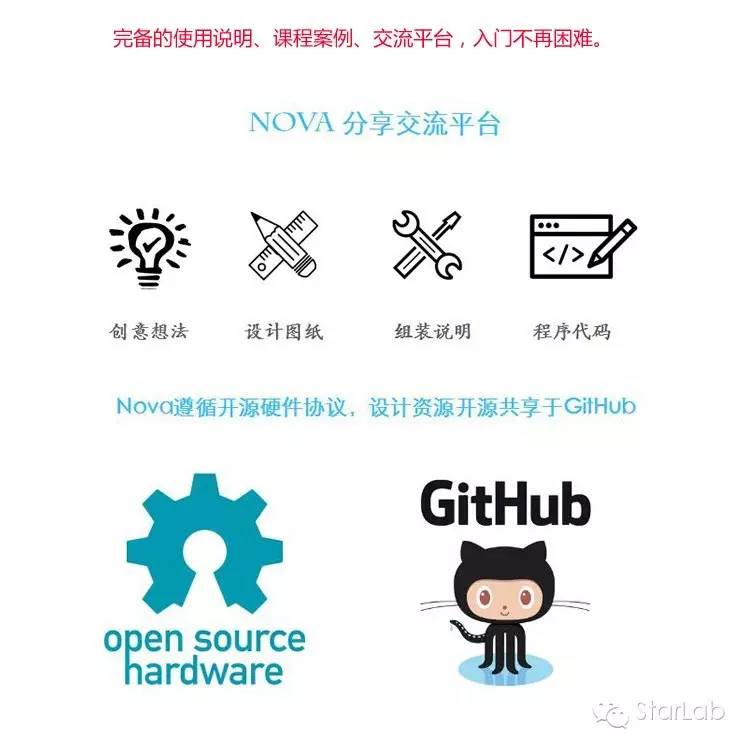 完备的使用说明、课程案例、交流平台，入门不再困难。
NOVA 分享交流平台
</>
创意想法
设计图纸
组装说明
程序代码
Nova遵循开源硬件协议，设计资源开源共享于GitHub
open source
hardware
GitHub
StarLab